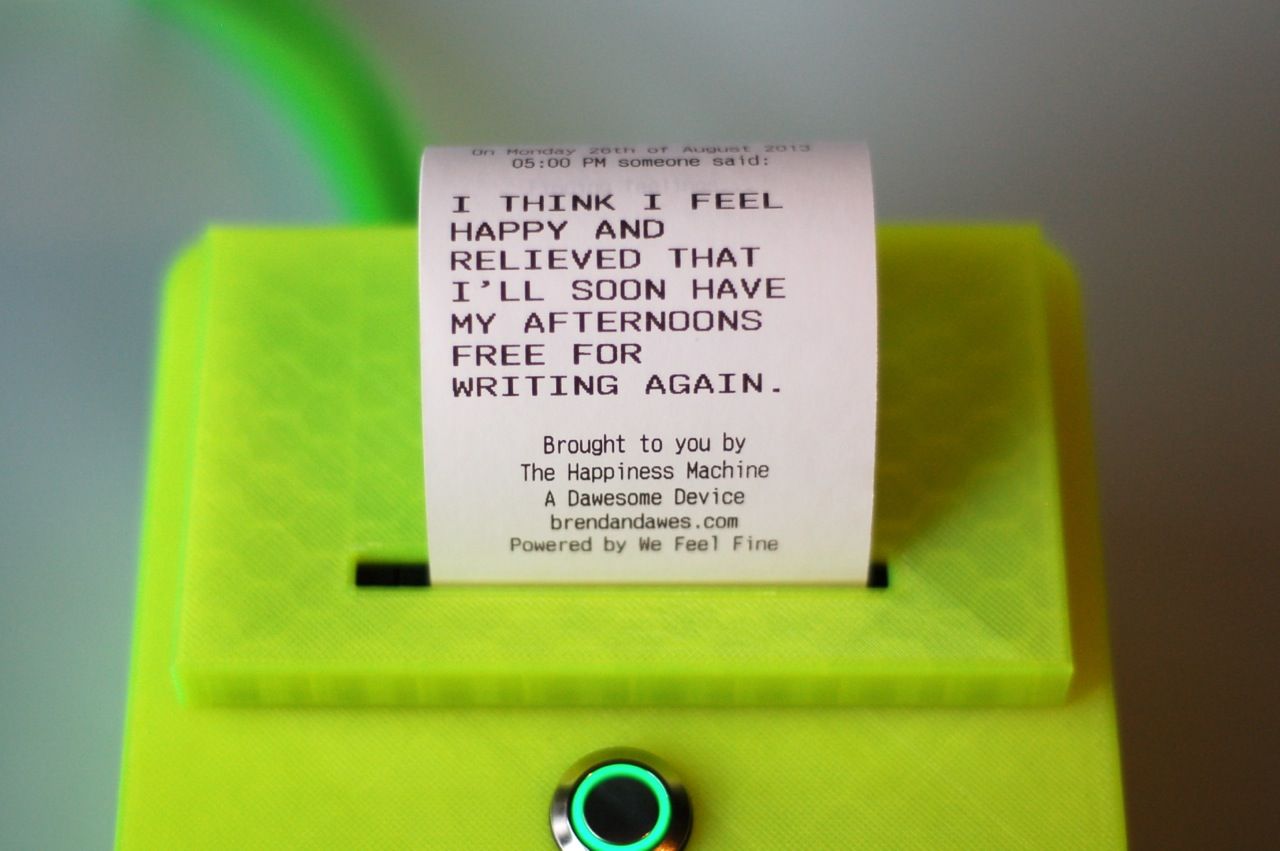 On Monday 26th of August 2013
05:00 PM someone said:
I THINK I FEEL
HAPPY AND
RELIEVED THAT
I'LL SOON HAVE
MY AFTERNOONS
FREE FOR
WRITING AGAIN.
Brought to you by
The Happiness Machine
A Dawesome Device
brendandawes.com
Powered by We Feel Fine